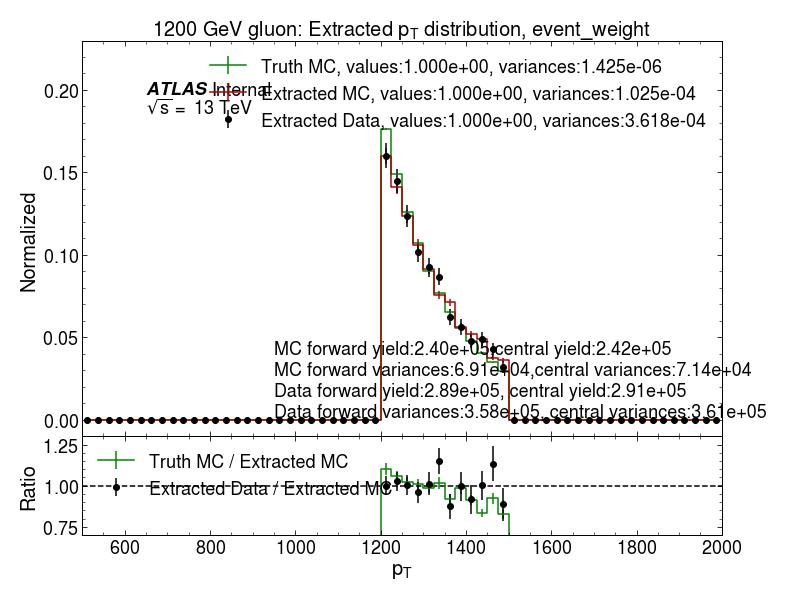 1200 GeV gluon: Extracted pT distribution, event_weight
Truth MC, values:1.000e+00, variances:1.425e-06
ATLAS Internal
Extracted MC, values:1.000e+00, variances:1.025e-04
√s = 13 TeV
Extracted Data, values:1.000e+00, variances:3.618e-04
0.20
0.15
0.10
0.05
0.00
Normalized
MC forward yield:2.40e+05,central yield:2.42e+05
MC forward variances:6.91e+04,central variances:7.14e+04
Data forward yield:2.89e+05, central yield:2.91e+05
Data forward variances:3.58e+05, central variances:3.61e+05
1.25
1.00
0.75
Ratio
Truth MC / Extracted MC
Extracted Data / Extracted MC
600 800 1000 1200 1400 1600 1800 2000
pT